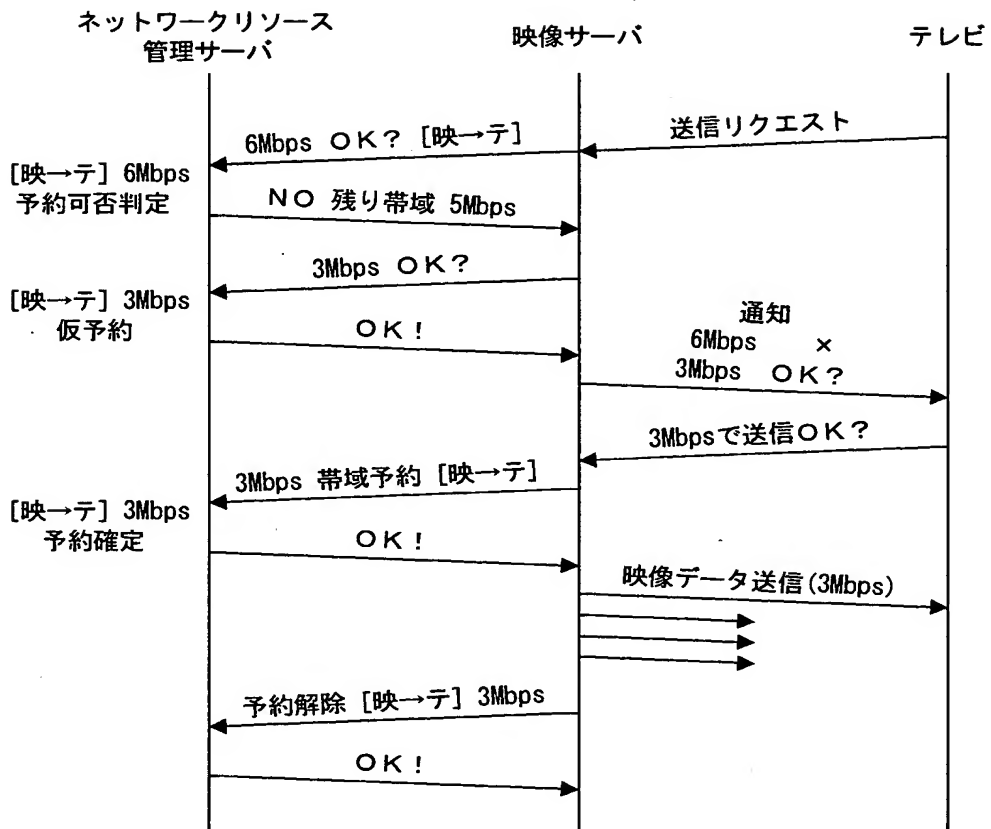 ネットワークリソース
管理サーバ
映像サーバ
テレビ
送信リクエスト
6Mbps OK? [映→テ]
[映→テ] 6Mbps
予約可否判定
NO 残り帯域 5Mbps
3Mbps OK?
[映→テ] 3Mbps
仮予約
OK!
通知
6Mbps ×
3Mbps OK?
3Mbpsで送信OK?
3Mbps 帯域予約 [映→テ]
[映→テ] 3Mbps
予約確定
OK!
映像データ送信(3Mbps)
予約解除 [映→テ] 3Mbps
OK!